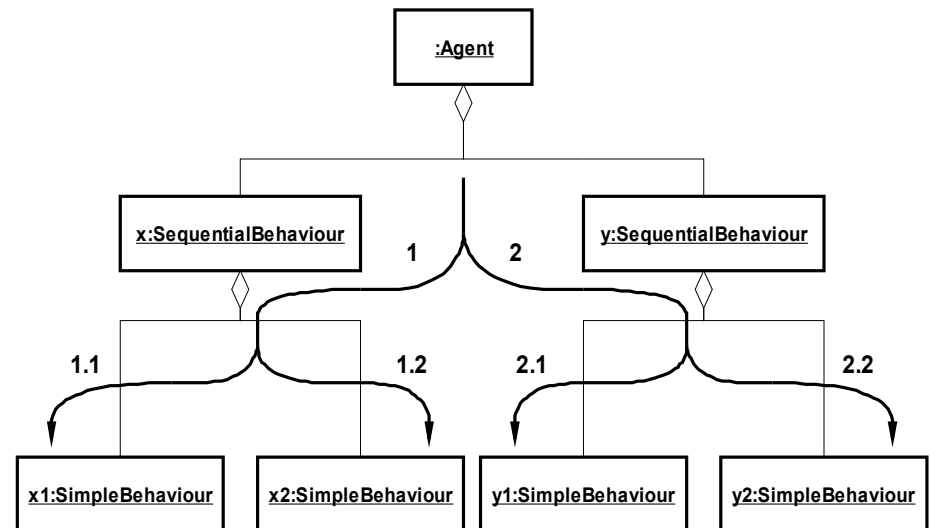 :Agent
x:SequentialBehaviour
y:SequentialBehaviour
1
2
1.1
1.2
2.1
2.2
x1:SimpleBehaviour
x2:SimpleBehaviour
y1:SimpleBehaviour
y2:SimpleBehaviour